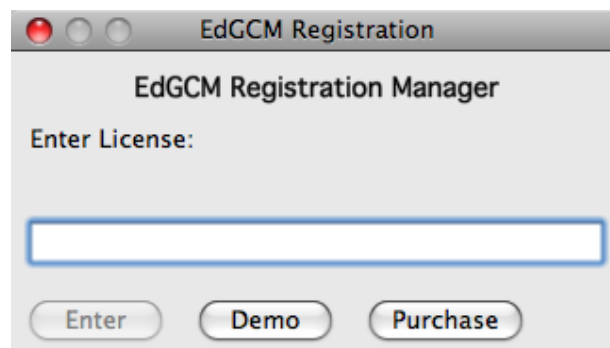 EdGCM Registration
EdGCM Registration Manager
Enter License:
Enter Demo Purchase